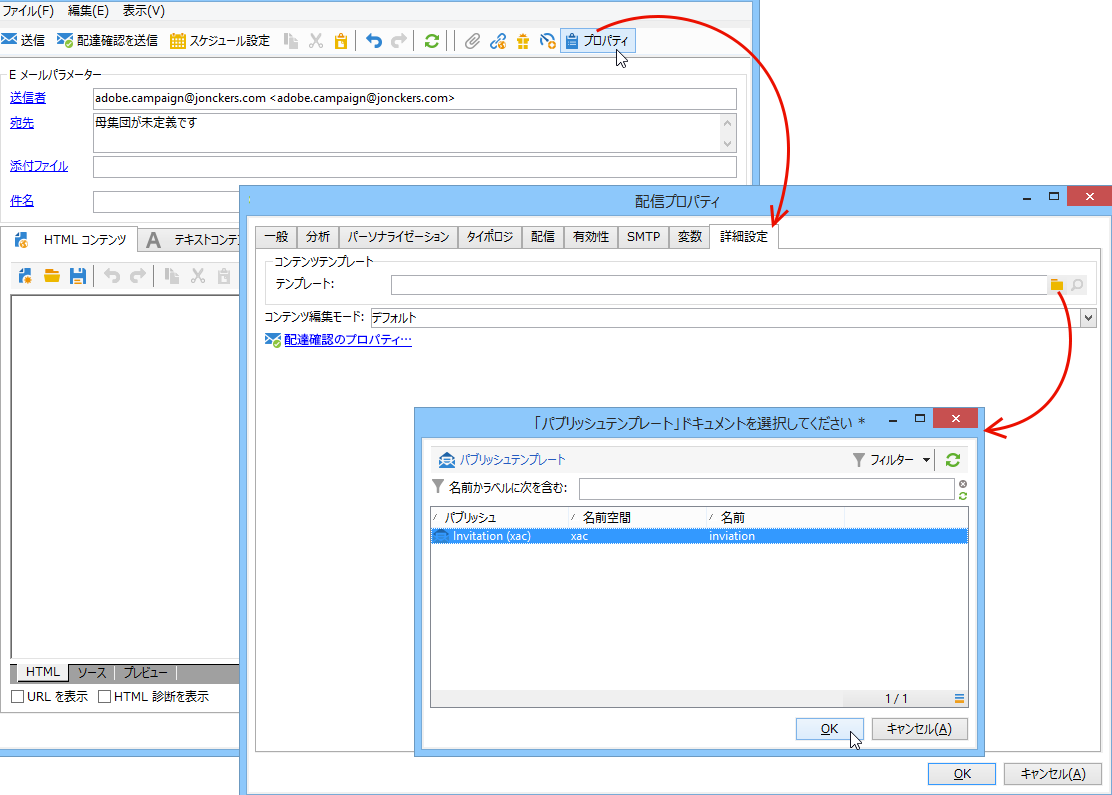 ファイル(F) 編集(E) 表示(V)
送信 配達確認を送信 スケジュール設定 プロパティ
E メールパラメーター
送信者 adobe.campaign@jonckers.com <adobe.campaign@jonckers.com>
宛先 母集団が未定義です
添付ファイル
件名
HTML コンテンツ テキストコンテ
HTML ソース プレビュー
URL を表示 HTML 診断を表示
配信プロパティ
一般 分析 パーソナライゼーション タイポロジ 配信 有効性 SMTP 変数 詳細設定
コンテンツテンプレート
テンプレート:
コンテンツ編集モード: デフォルト
配達確認のプロパティ...
「パブリッシュテンプレート」ドキュメントを選択してください *
パブリッシュテンプレート フィルター
名前かラベルに次を含む:
パブリッシュ 名前空間 名前
Invitation (xac) xac inviation
1 / 1
OK キャンセル(A)
OK キャンセル(A)